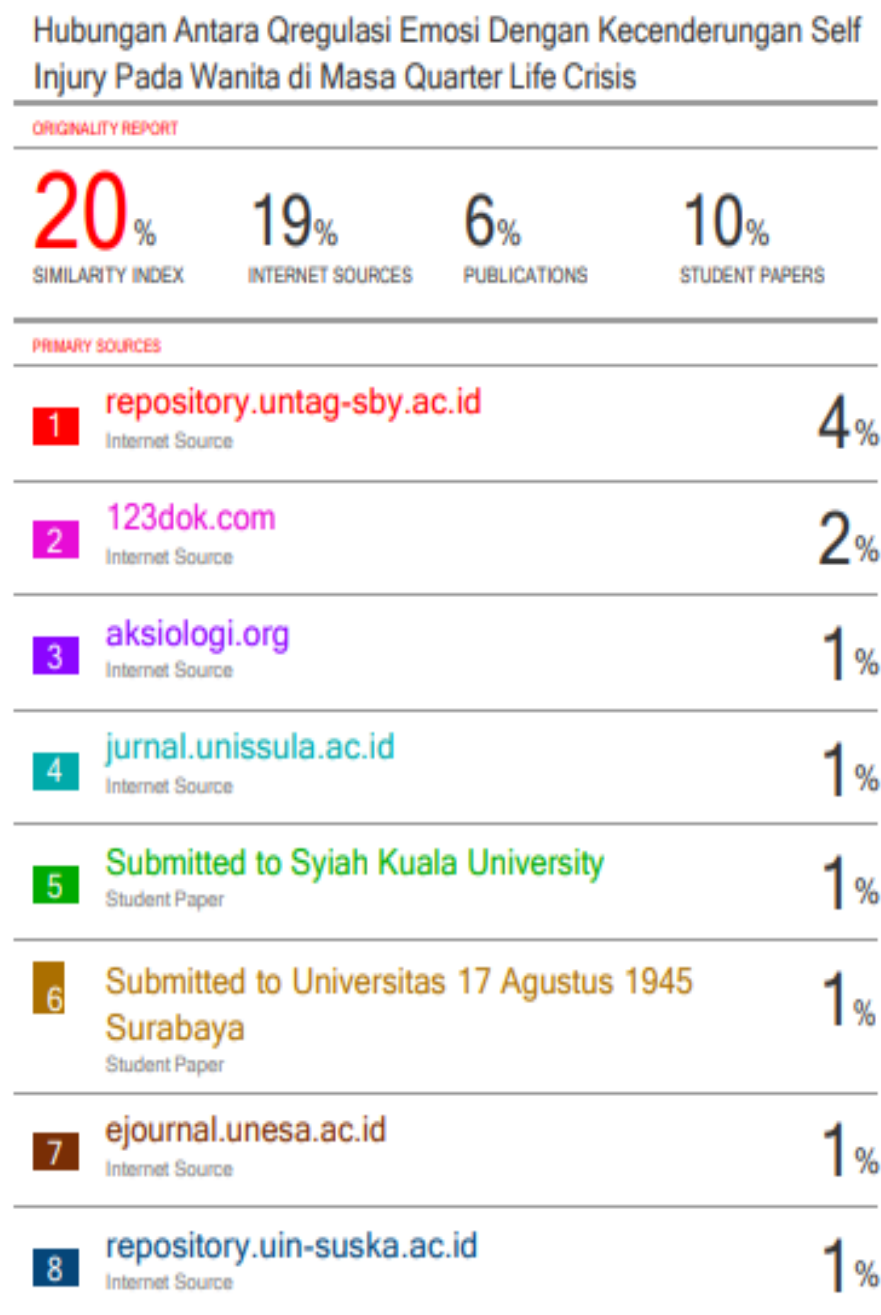 Hubungan Antara Qregulasi Emosi Dengan Kecenderungan Self
Injury Pada Wanita di Masa Quarter Life Crisis
ORIGINALITY REPORT
20% 19% 6% 10%
SIMILARITY INDEX INTERNET SOURCES PUBLICATIONS STUDENT PAPERS
PRIMARY SOURCES
1 repository.untag-sby.ac.id 4%
Internet Source
2 123dok.com 2%
Internet Source
3 aksiologi.org 1%
Internet Source
4 jurnal.unissula.ac.id 1%
Internet Source
5 Submitted to Syiah Kuala University 1%
Student Paper
6 Submitted to Universitas 17 Agustus 1945 1%
Surabaya
Student Paper
7 ejournal.unesa.ac.id 1%
Internet Source
8 repository.uin-suska.ac.id 1%
Internet Source